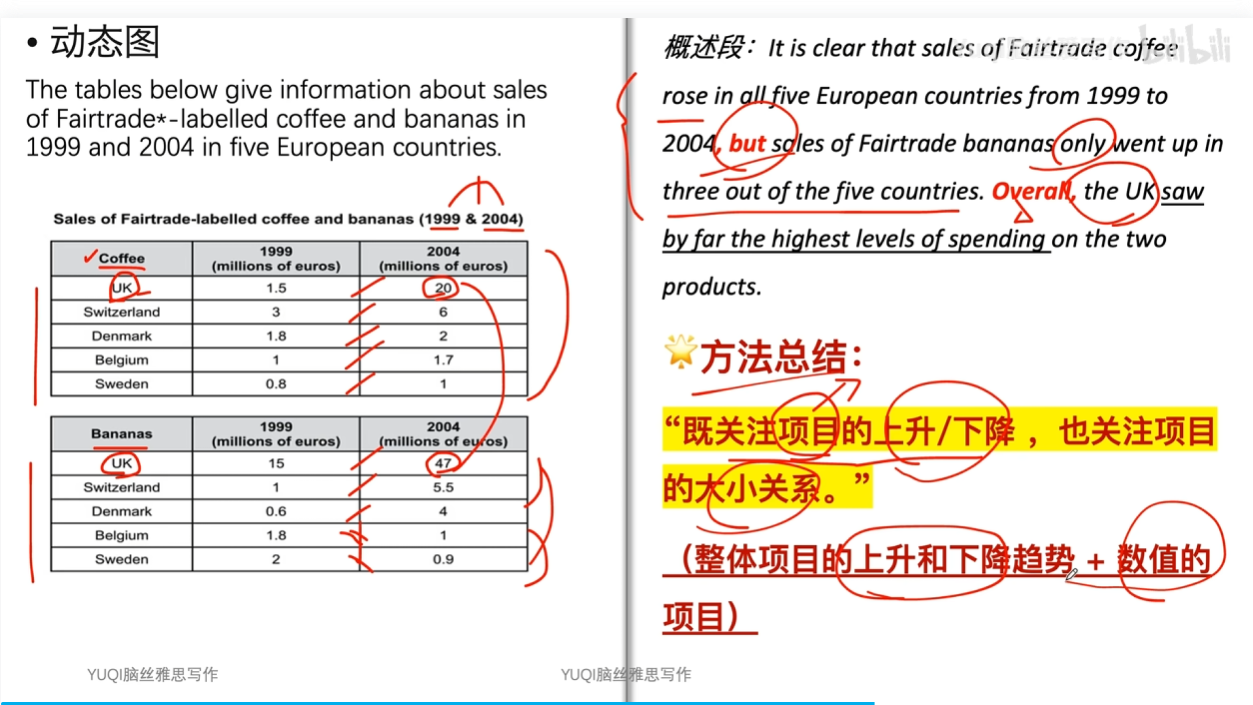 • 动态图
The tables below give information about sales
of Fairtrade*-labelled coffee and bananas in
1999 and 2004 in five European countries.
Sales of Fairtrade-labelled coffee and bananas (1999 & 2004)
Coffee 1999 (millions of euros) 2004 (millions of euros)
UK 1.5 20
Switzerland 3 6
Denmark 1.8 2
Belgium 1 1.7
Sweden 0.8 1
Bananas 1999 (millions of euros) 2004 (millions of euros)
UK 15 47
Switzerland 1 5.5
Denmark 0.6 4
Belgium 1.8 1
Sweden 2 0.9
YUQI脑丝雅思写作
概述段：It is clear that sales of Fairtrade coffee
rose in all five European countries from 1999 to
2004, but sales of Fairtrade bananas only went up in
three out of the five countries. Overall, the UK saw
by far the highest levels of spending on the two
products.
方法总结：
“既关注项目的上升/下降，也关注项目
的大小关系。”
（整体项目的上升和下降趋势 + 数值的
项目）
YUQI脑丝雅思写作
bilibili